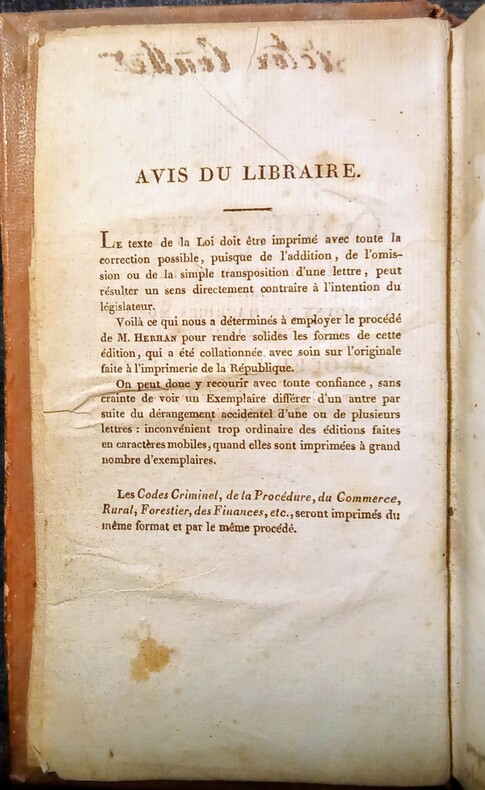 AVIS DU LIBRAIRE.
LE texte de la Loi doit être imprimé avec toute la
correction possible, puisque de l'addition, de l'omis-
sion ou de la simple transposition d'une lettre, peut
résulter un sens directement contraire à l'intention du
législateur.
Voilà ce qui nous a déterminés à employer le procédé
de M. HERHAN pour rendre solides les formes de cette
édition, qui a été collationnée avec soin sur l'originale
faite à l'imprimerie de la République.
On peut donc y recourir avec toute confiance, sans
crainte de voir un Exemplaire différer d'un autre par
suite du dérangement accidentel d'une ou de plusieurs
lettres : inconvénient trop ordinaire des éditions faites
en caractères mobiles, quand elles sont imprimées à grand
nombre d'exemplaires.
Les Codes Criminel, de la Procédure, du Commerce,
Rural, Forestier, des Finances, etc., seront imprimés du
même format et par le même procédé.